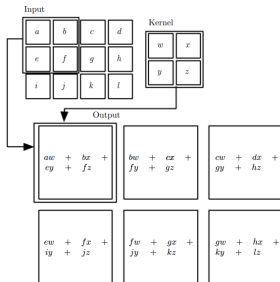 Input
Kernel
a b c d
w x
e f g h
y z
i j k l
Output
aw + bx + bw + cx + cw + dx +
ey + fz fy + gz gy + hz
ew + fx + fw + gx + gw + hx +
iy + jz jy + kz ky + lz